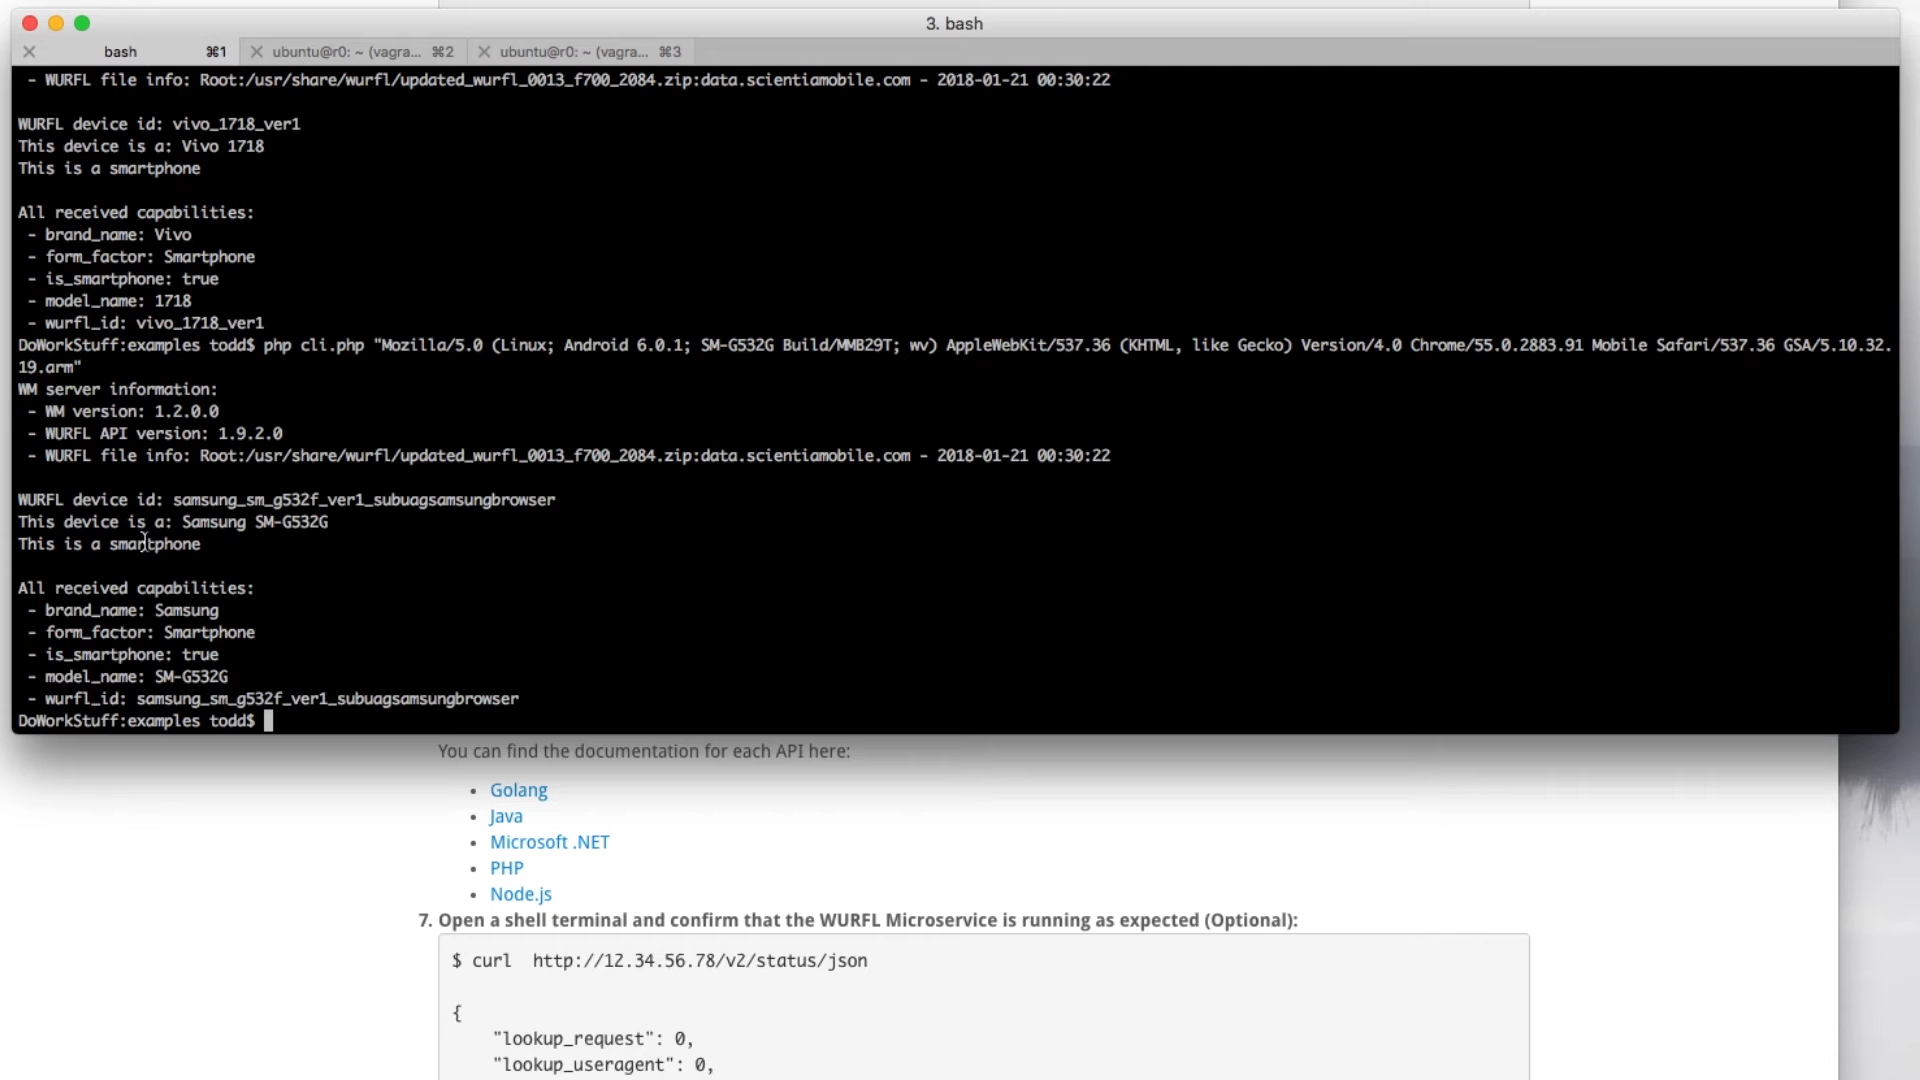 3. bash
bash ⌘1 ubuntu@r0: ~ (vagra... ⌘2 ubuntu@r0: ~ (vagra... ⌘3
- WURFL file info: Root:/usr/share/wurfl/updated_wurfl_0013_f700_2084.zip:data.scientiamobile.com - 2018-01-21 00:30:22
WURFL device id: vivo_1718_ver1
This device is a: Vivo 1718
This is a smartphone
All received capabilities:
- brand_name: Vivo
- form_factor: Smartphone
- is_smartphone: true
- model_name: 1718
- wurfl_id: vivo_1718_ver1
DoWorkStuff:examples todd$ php cli.php "Mozilla/5.0 (Linux; Android 6.0.1; SM-G532G Build/MMB29T; wv) AppleWebKit/537.36 (KHTML, like Gecko) Version/4.0 Chrome/55.0.2883.91 Mobile Safari/537.36 GSA/5.10.32.
19.arm"
WM server information:
- WM version: 1.2.0.0
- WURFL API version: 1.9.2.0
- WURFL file info: Root:/usr/share/wurfl/updated_wurfl_0013_f700_2084.zip:data.scientiamobile.com - 2018-01-21 00:30:22
WURFL device id: samsung_sm_g532f_ver1_subuagsamsungbrowser
This device is a: Samsung SM-G532G
This is a smartphone
All received capabilities:
- brand_name: Samsung
- form_factor: Smartphone
- is_smartphone: true
- model_name: SM-G532G
- wurfl_id: samsung_sm_g532f_ver1_subuagsamsungbrowser
DoWorkStuff:examples todd$
You can find the documentation for each API here:
• Golang
• Java
• Microsoft .NET
• PHP
• Node.js
7. Open a shell terminal and confirm that the WURFL Microservice is running as expected (Optional):
$ curl http://12.34.56.78/v2/status/json
{
"lookup_request": 0,
"lookup_useragent": 0,